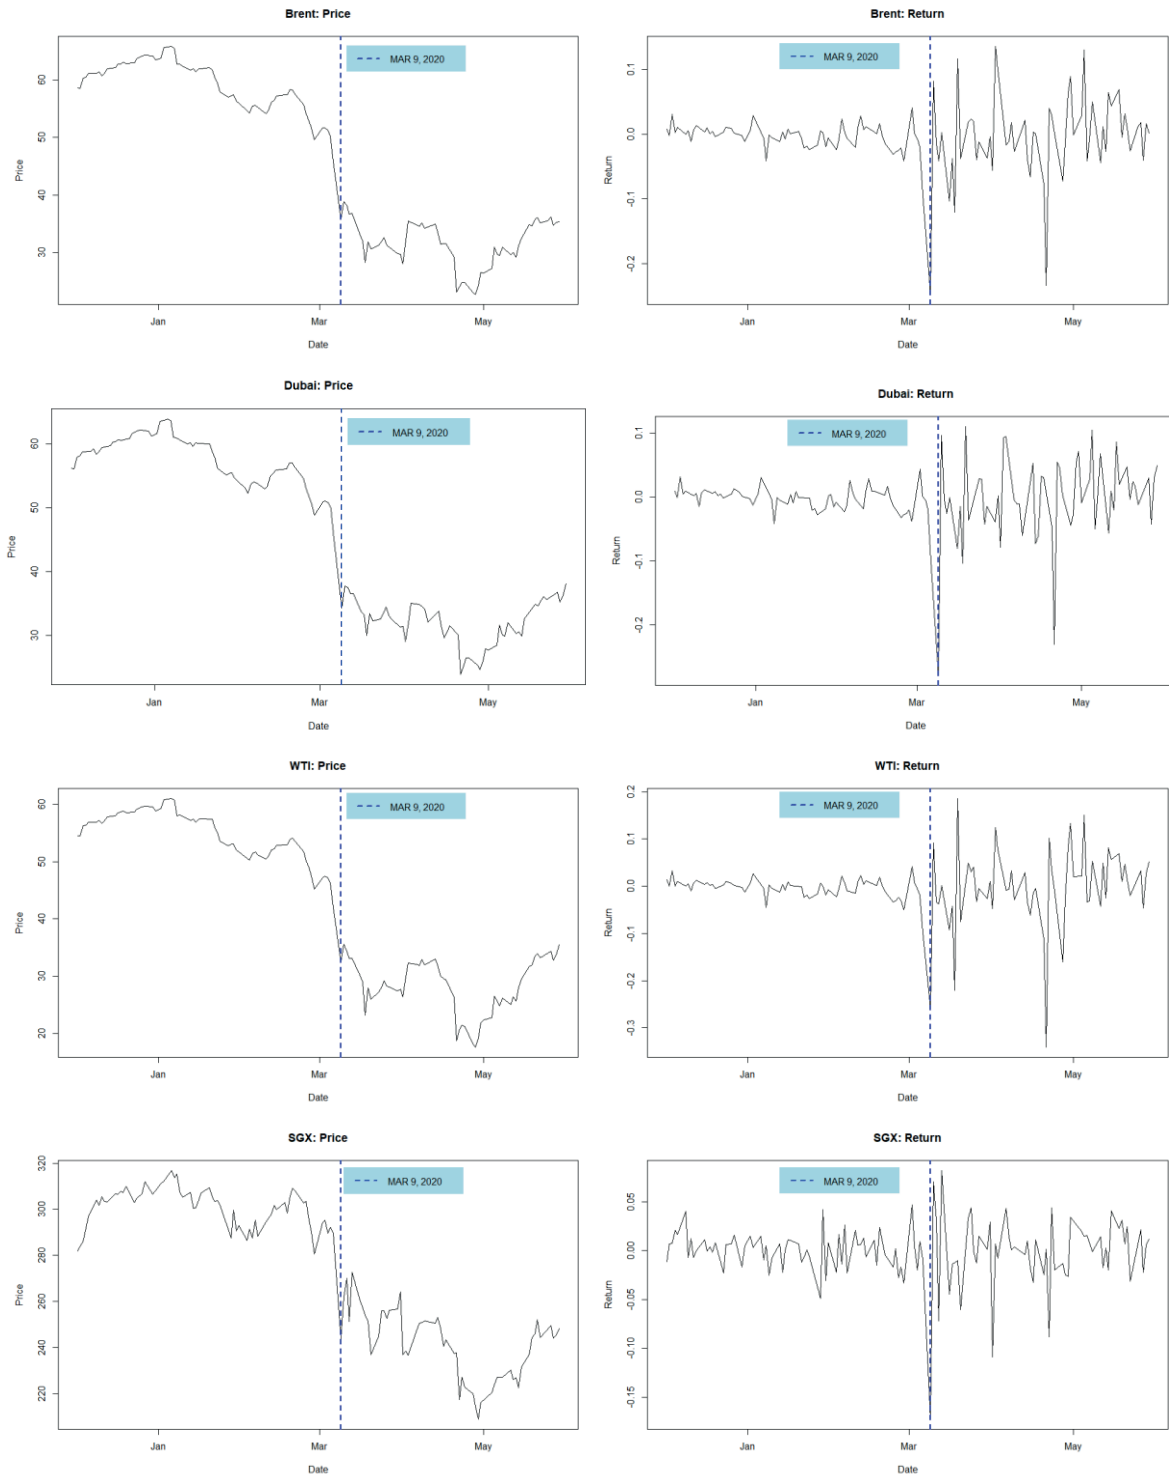 Brent: Price
MAR 9, 2020
Price
60
50
40
30
Jan
Mar
May
Date
Brent: Return
MAR 9, 2020
Return
0.1
0.0
-0.1
-0.2
Jan
Mar
May
Date
Dubai: Price
MAR 9, 2020
Price
60
50
40
30
Jan
Mar
May
Date
Dubai: Return
MAR 9, 2020
Return
0.1
0.0
-0.1
-0.2
Jan
Mar
May
Date
WTI: Price
MAR 9, 2020
Price
60
50
40
30
20
Jan
Mar
May
Date
WTI: Return
MAR 9, 2020
Return
0.2
0.1
0.0
-0.1
-0.2
-0.3
Jan
Mar
May
Date
SGX: Price
MAR 9, 2020
Price
320
300
280
260
240
220
Jan
Mar
May
Date
SGX: Return
MAR 9, 2020
Return
0.05
0.00
-0.05
-0.10
-0.15
Jan
Mar
May
Date